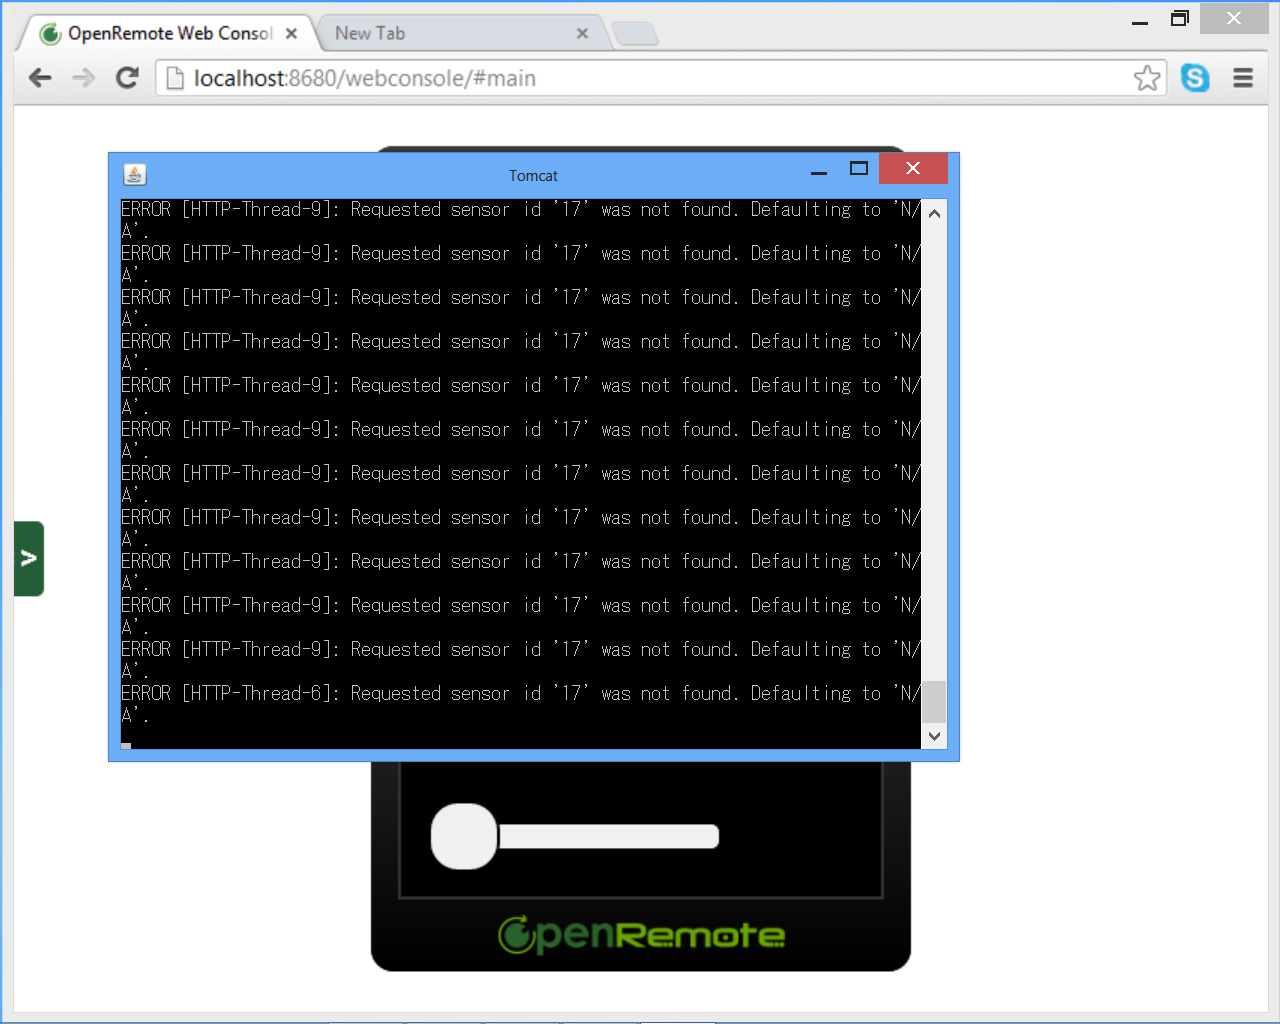 OpenRemote Web Consol
New Tab
localhost:8680/webconsole/#main
Tomcat
ERROR [HTTP-Thread-9]: Requested sensor id '17' was not found. Defaulting to 'N/
A'.
ERROR [HTTP-Thread-9]: Requested sensor id '17' was not found. Defaulting to 'N/
A'.
ERROR [HTTP-Thread-9]: Requested sensor id '17' was not found. Defaulting to 'N/
A'.
ERROR [HTTP-Thread-9]: Requested sensor id '17' was not found. Defaulting to 'N/
A'.
ERROR [HTTP-Thread-9]: Requested sensor id '17' was not found. Defaulting to 'N/
A'.
ERROR [HTTP-Thread-9]: Requested sensor id '17' was not found. Defaulting to 'N/
A'.
ERROR [HTTP-Thread-9]: Requested sensor id '17' was not found. Defaulting to 'N/
A'.
ERROR [HTTP-Thread-9]: Requested sensor id '17' was not found. Defaulting to 'N/
A'.
ERROR [HTTP-Thread-9]: Requested sensor id '17' was not found. Defaulting to 'N/
A'.
ERROR [HTTP-Thread-9]: Requested sensor id '17' was not found. Defaulting to 'N/
A'.
ERROR [HTTP-Thread-9]: Requested sensor id '17' was not found. Defaulting to 'N/
A'.
ERROR [HTTP-Thread-6]: Requested sensor id '17' was not found. Defaulting to 'N/
A'.
>
OpenRemote